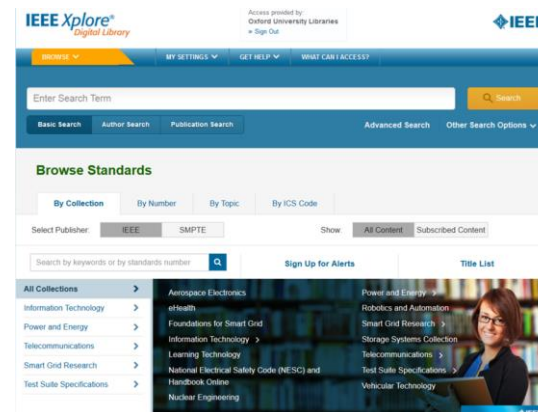 IEEE Xplore®
Digital Library
Access provided by:
Oxford University Libraries
» Sign Out
IEEE
BROWSE
MY SETTINGS
GET HELP
WHAT CAN I ACCESS?
Enter Search Term
Search
Basic Search
Author Search
Publication Search
Advanced Search
Other Search Options
Browse Standards
By Collection
By Number
By Topic
By ICS Code
Select Publisher:
IEEE
SMPTE
Show:
All Content
Subscribed Content
Search by keywords or by standards number
Sign Up for Alerts
Title List
All Collections
Information Technology
Power and Energy
Telecommunications
Smart Grid Research
Test Suite Specifications
Aerospace Electronics
eHealth
Foundations for Smart Grid
Information Technology
Learning Technology
National Electrical Safety Code (NESC) and
Handbook Online
Nuclear Engineering
Power and Energy
Robotics and Automation
Smart Grid Research
Storage Systems Collection
Telecommunications
Test Suite Specifications
Vehicular Technology